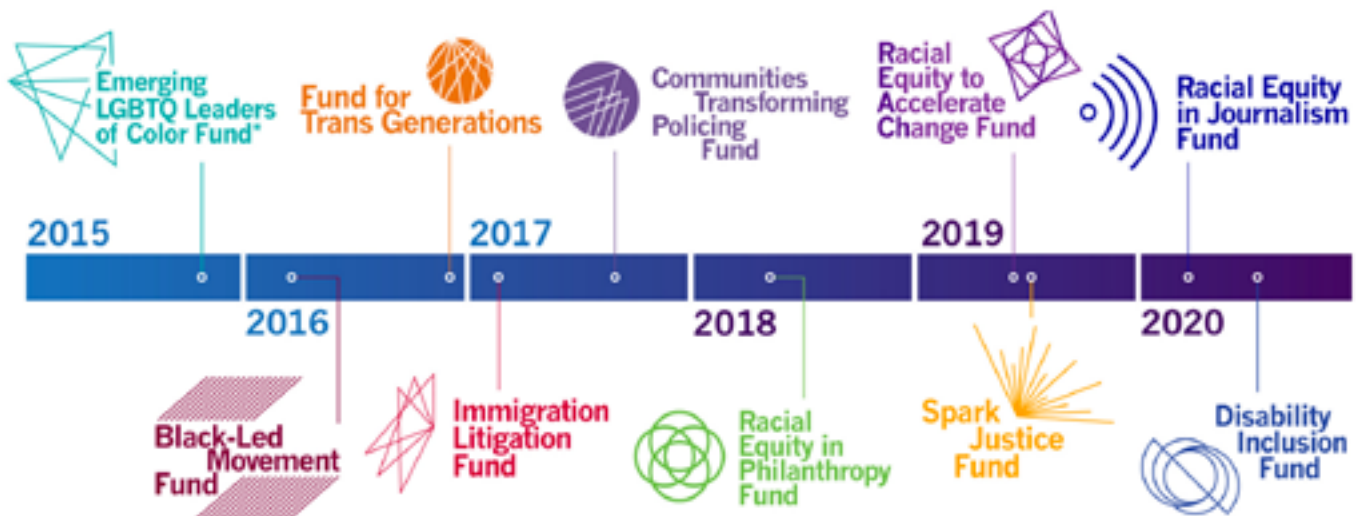 Emerging
LGBTQ Leaders
of Color Fund*
Fund for
Trans Generations
Communities
Transforming
Policing
Fund
Racial
Equity to
Accelerate
Change Fund
Racial Equity
in Journalism
Fund
2015
2017
2019
2016
2018
2020
Black-Led
Movement
Fund
Immigration
Litigation
Fund
Racial
Equity in
Philanthropy
Fund
Spark
Justice
Fund
Disability
Inclusion
Fund